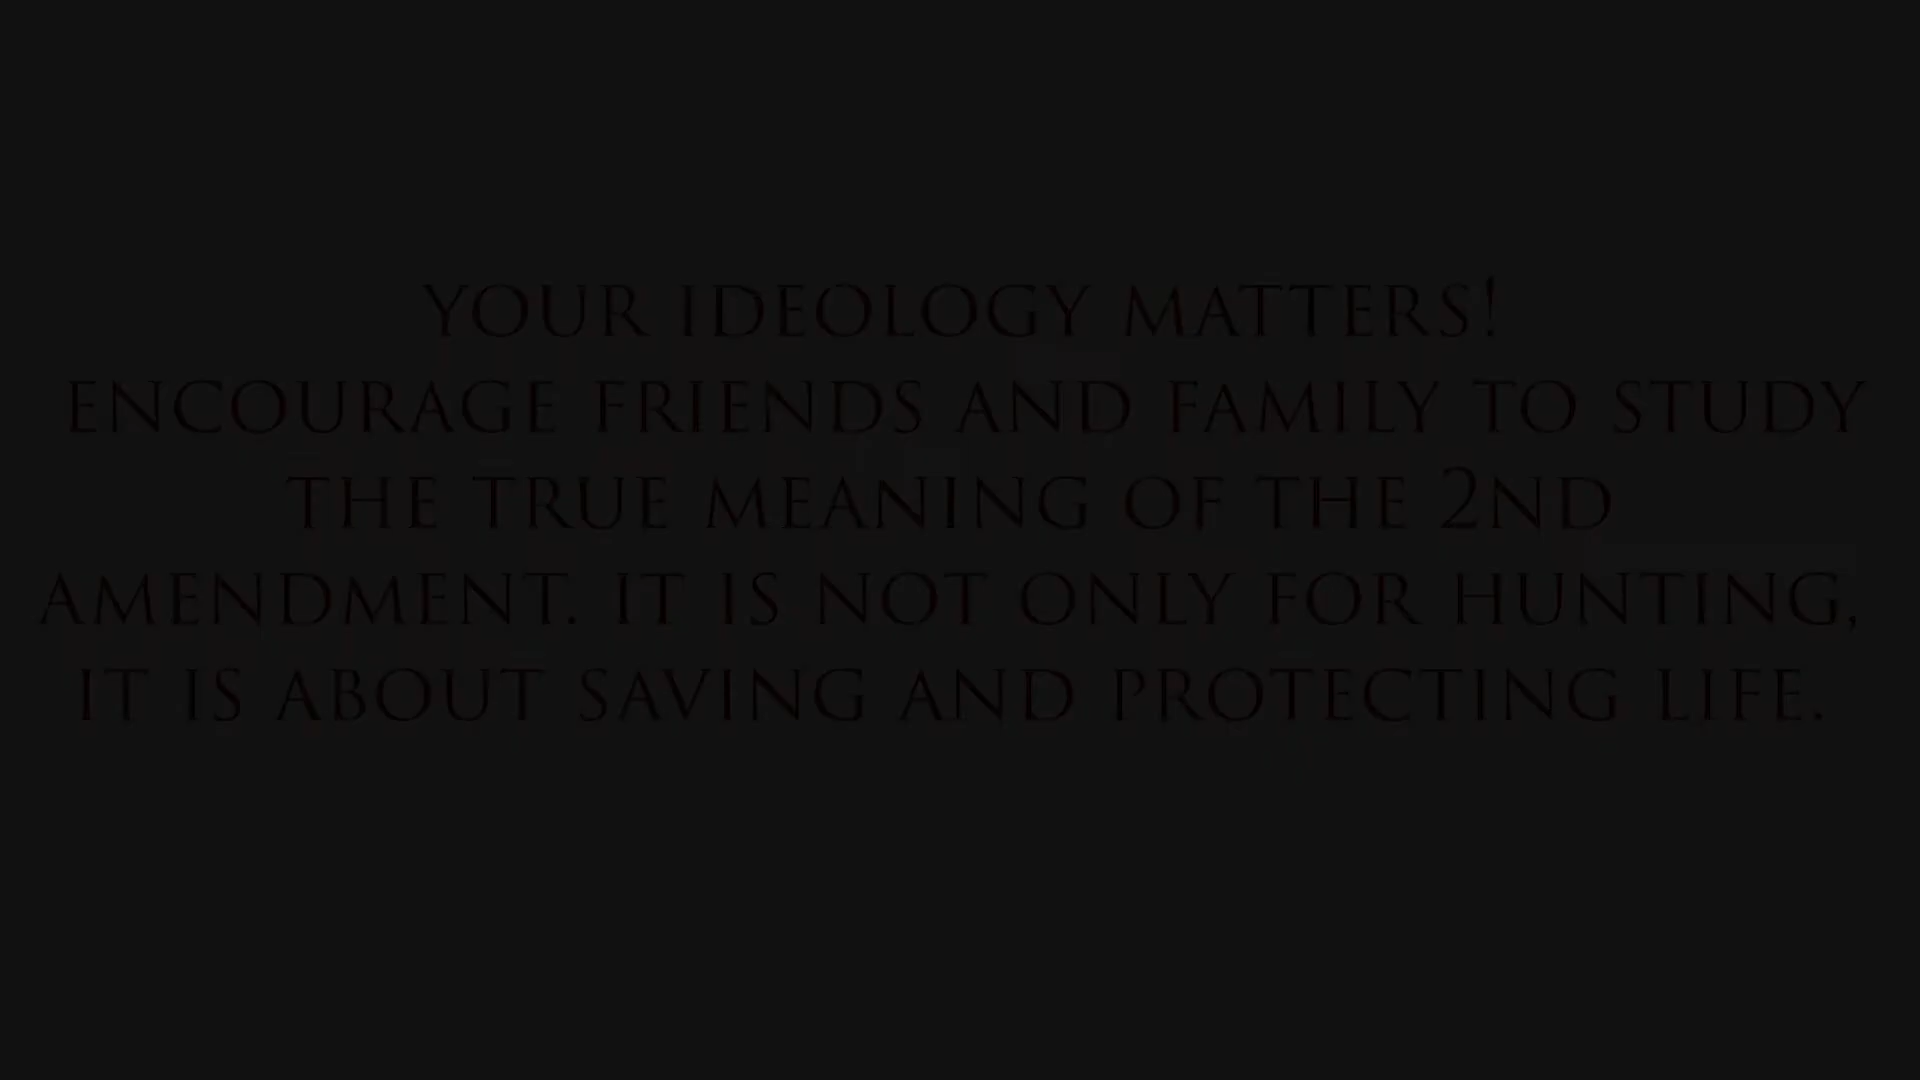 YOUR IDEOLOGY MATTERS!
ENCOURAGE FRIENDS AND FAMILY TO STUDY
THE TRUE MEANING OF THE 2ND
AMENDMENT. IT IS NOT ONLY FOR HUNTING,
IT IS ABOUT SAVING AND PROTECTING LIFE.